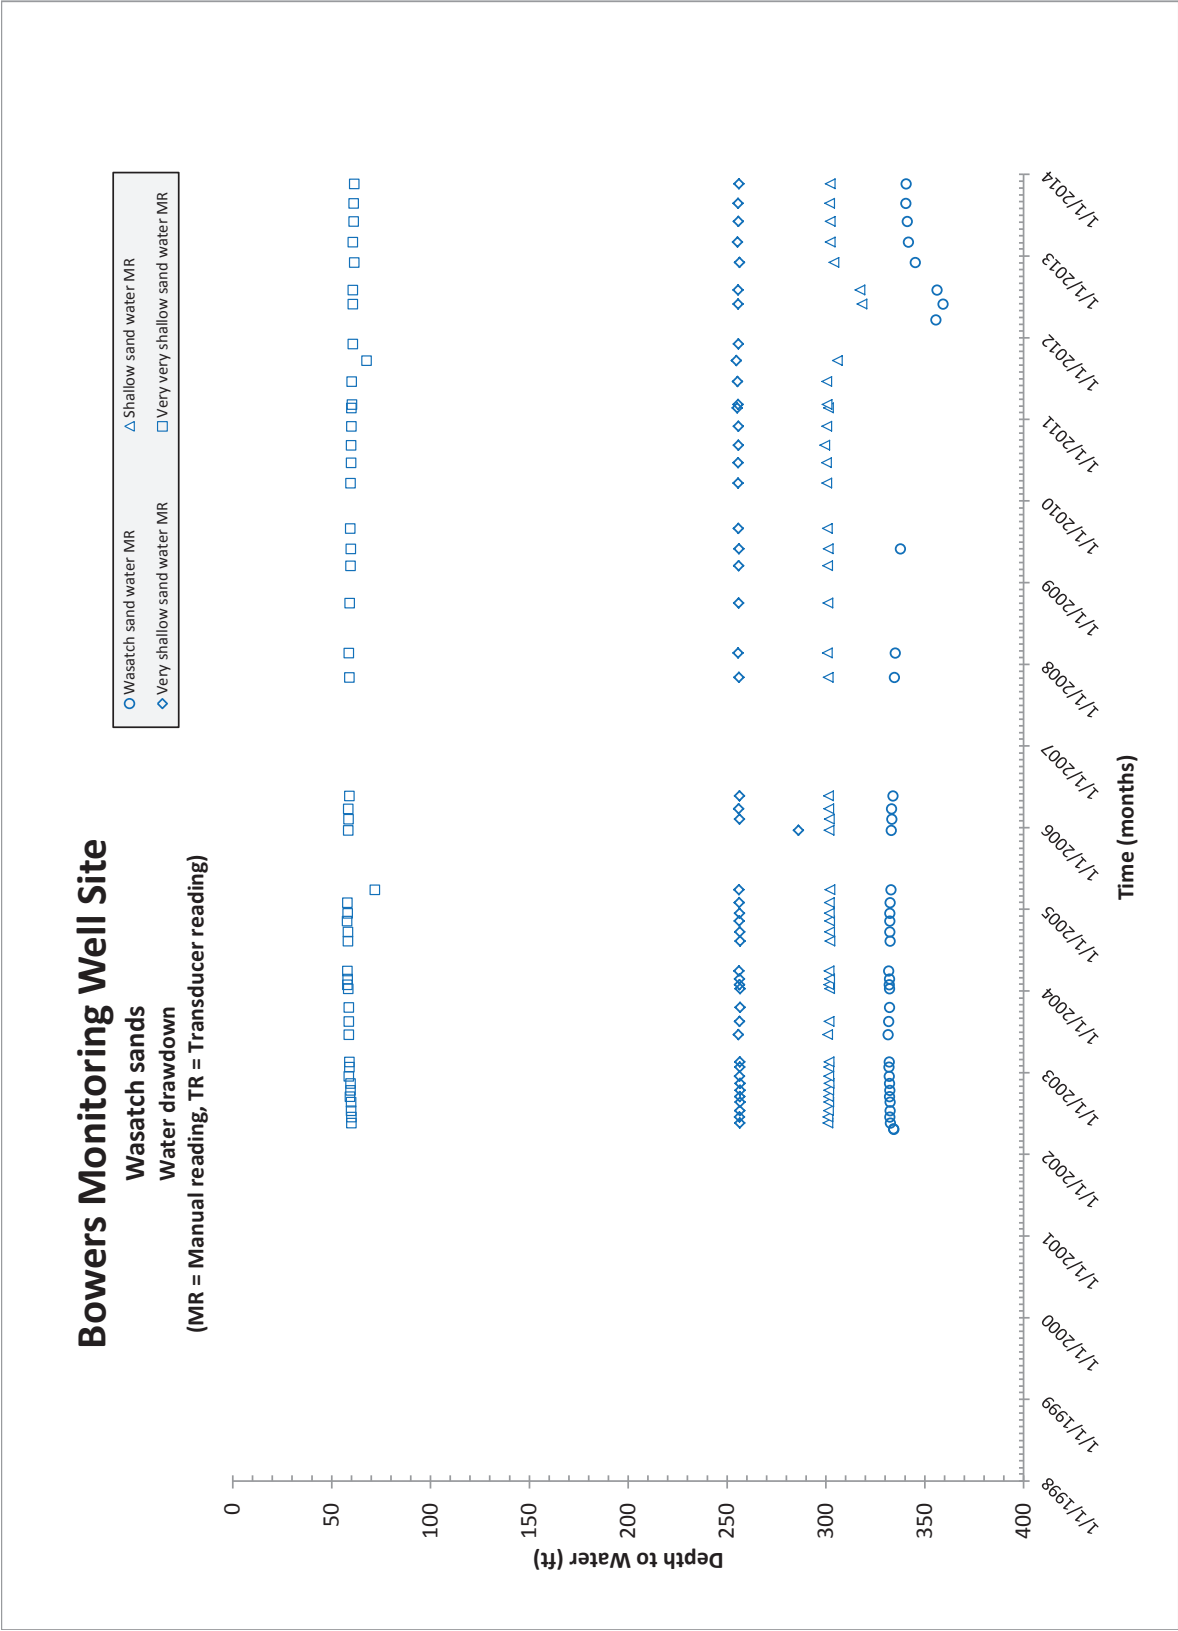 Bowers Monitoring Well Site
Wasatch sands
Water drawdown
(MR = Manual reading, TR = Transducer reading)
Wasatch sand water MR
Shallow sand water MR
Very shallow sand water MR
Very very shallow sand water MR
Depth to Water (ft)
0
50
100
150
200
250
300
350
400
1/1/1998
1/1/1999
1/1/2000
1/1/2001
1/1/2002
1/1/2003
1/1/2004
1/1/2005
1/1/2006
1/1/2007
1/1/2008
1/1/2009
1/1/2010
1/1/2011
1/1/2012
1/1/2013
1/1/2014
Time (months)